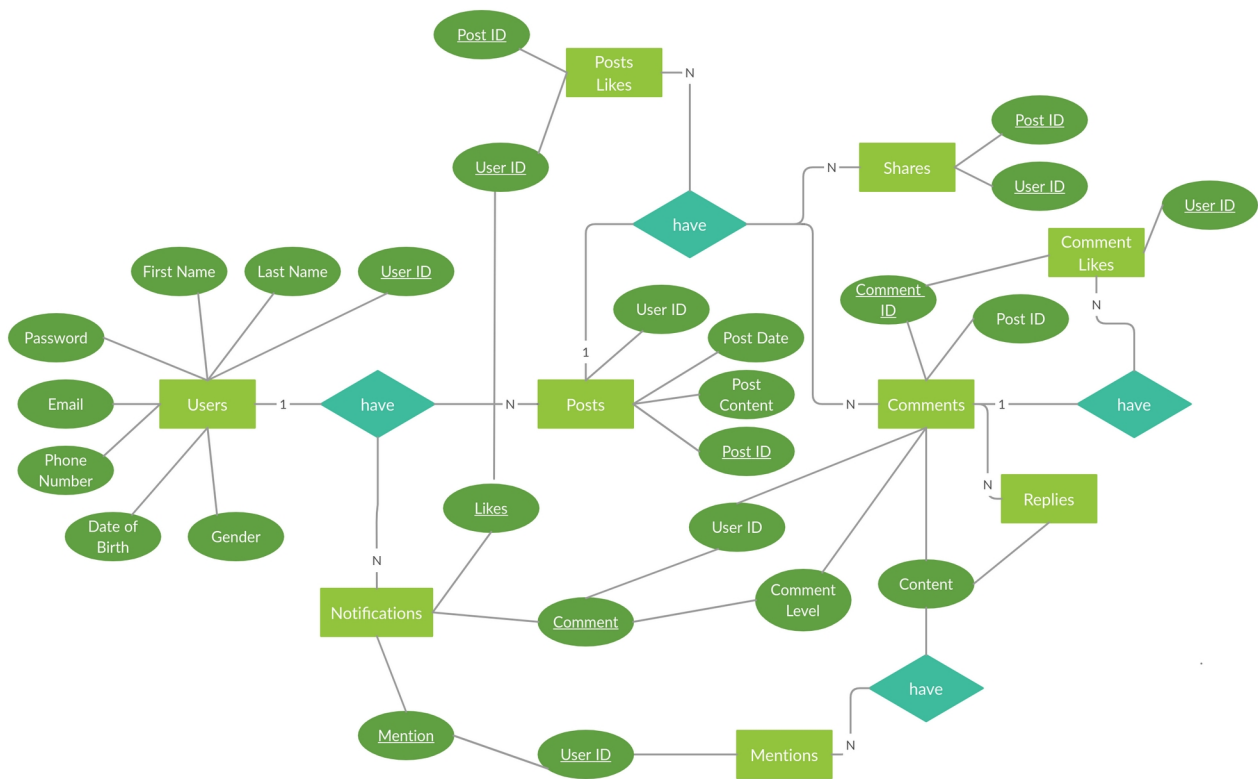 Post ID
Posts
Likes
N
Post ID
User ID
N
Shares
User ID
User ID
have
Comment
Likes
First Name
Last Name
User ID
Comment
ID
Post ID
N
User ID
Password
Post Date
1
Post
Content
Email
Users
1
have
N
Posts
N
Comments
1
have
Phone
Number
Post ID
N
Replies
Likes
Date of
Birth
Gender
User ID
N
Content
Comment
Level
Notifications
Comment
have
Mention
User ID
Mentions
N